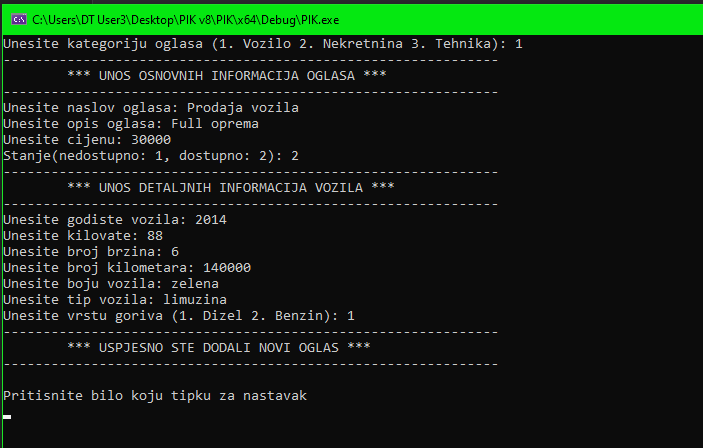 C:\Users\DT User3\Desktop\PIK v8\PIK\x64\Debug\PIK.exe
Unesite kategoriju oglasa (1. Vozilo 2. Nekretnina 3. Tehnika): 1
--------------------------------------------------------------
*** UNOS OSNOVNIH INFORMACIJA OGLASA ***
--------------------------------------------------------------
Unesite naslov oglasa: Prodaja vozila
Unesite opis oglasa: Full oprema
Unesite cijenu: 30000
Stanje(nedostupno: 1, dostupno: 2): 2
--------------------------------------------------------------
*** UNOS DETALJNIH INFORMACIJA VOZILA ***
--------------------------------------------------------------
Unesite godiste vozila: 2014
Unesite kilovate: 88
Unesite broj brzina: 6
Unesite broj kilometara: 140000
Unesite boju vozila: zelena
Unesite tip vozila: limuzina
Unesite vrstu goriva (1. Dizel 2. Benzin): 1
--------------------------------------------------------------
*** USPJESNO STE DODALI NOVI OGLAS ***
--------------------------------------------------------------
Pritisnite bilo koju tipku za nastavak